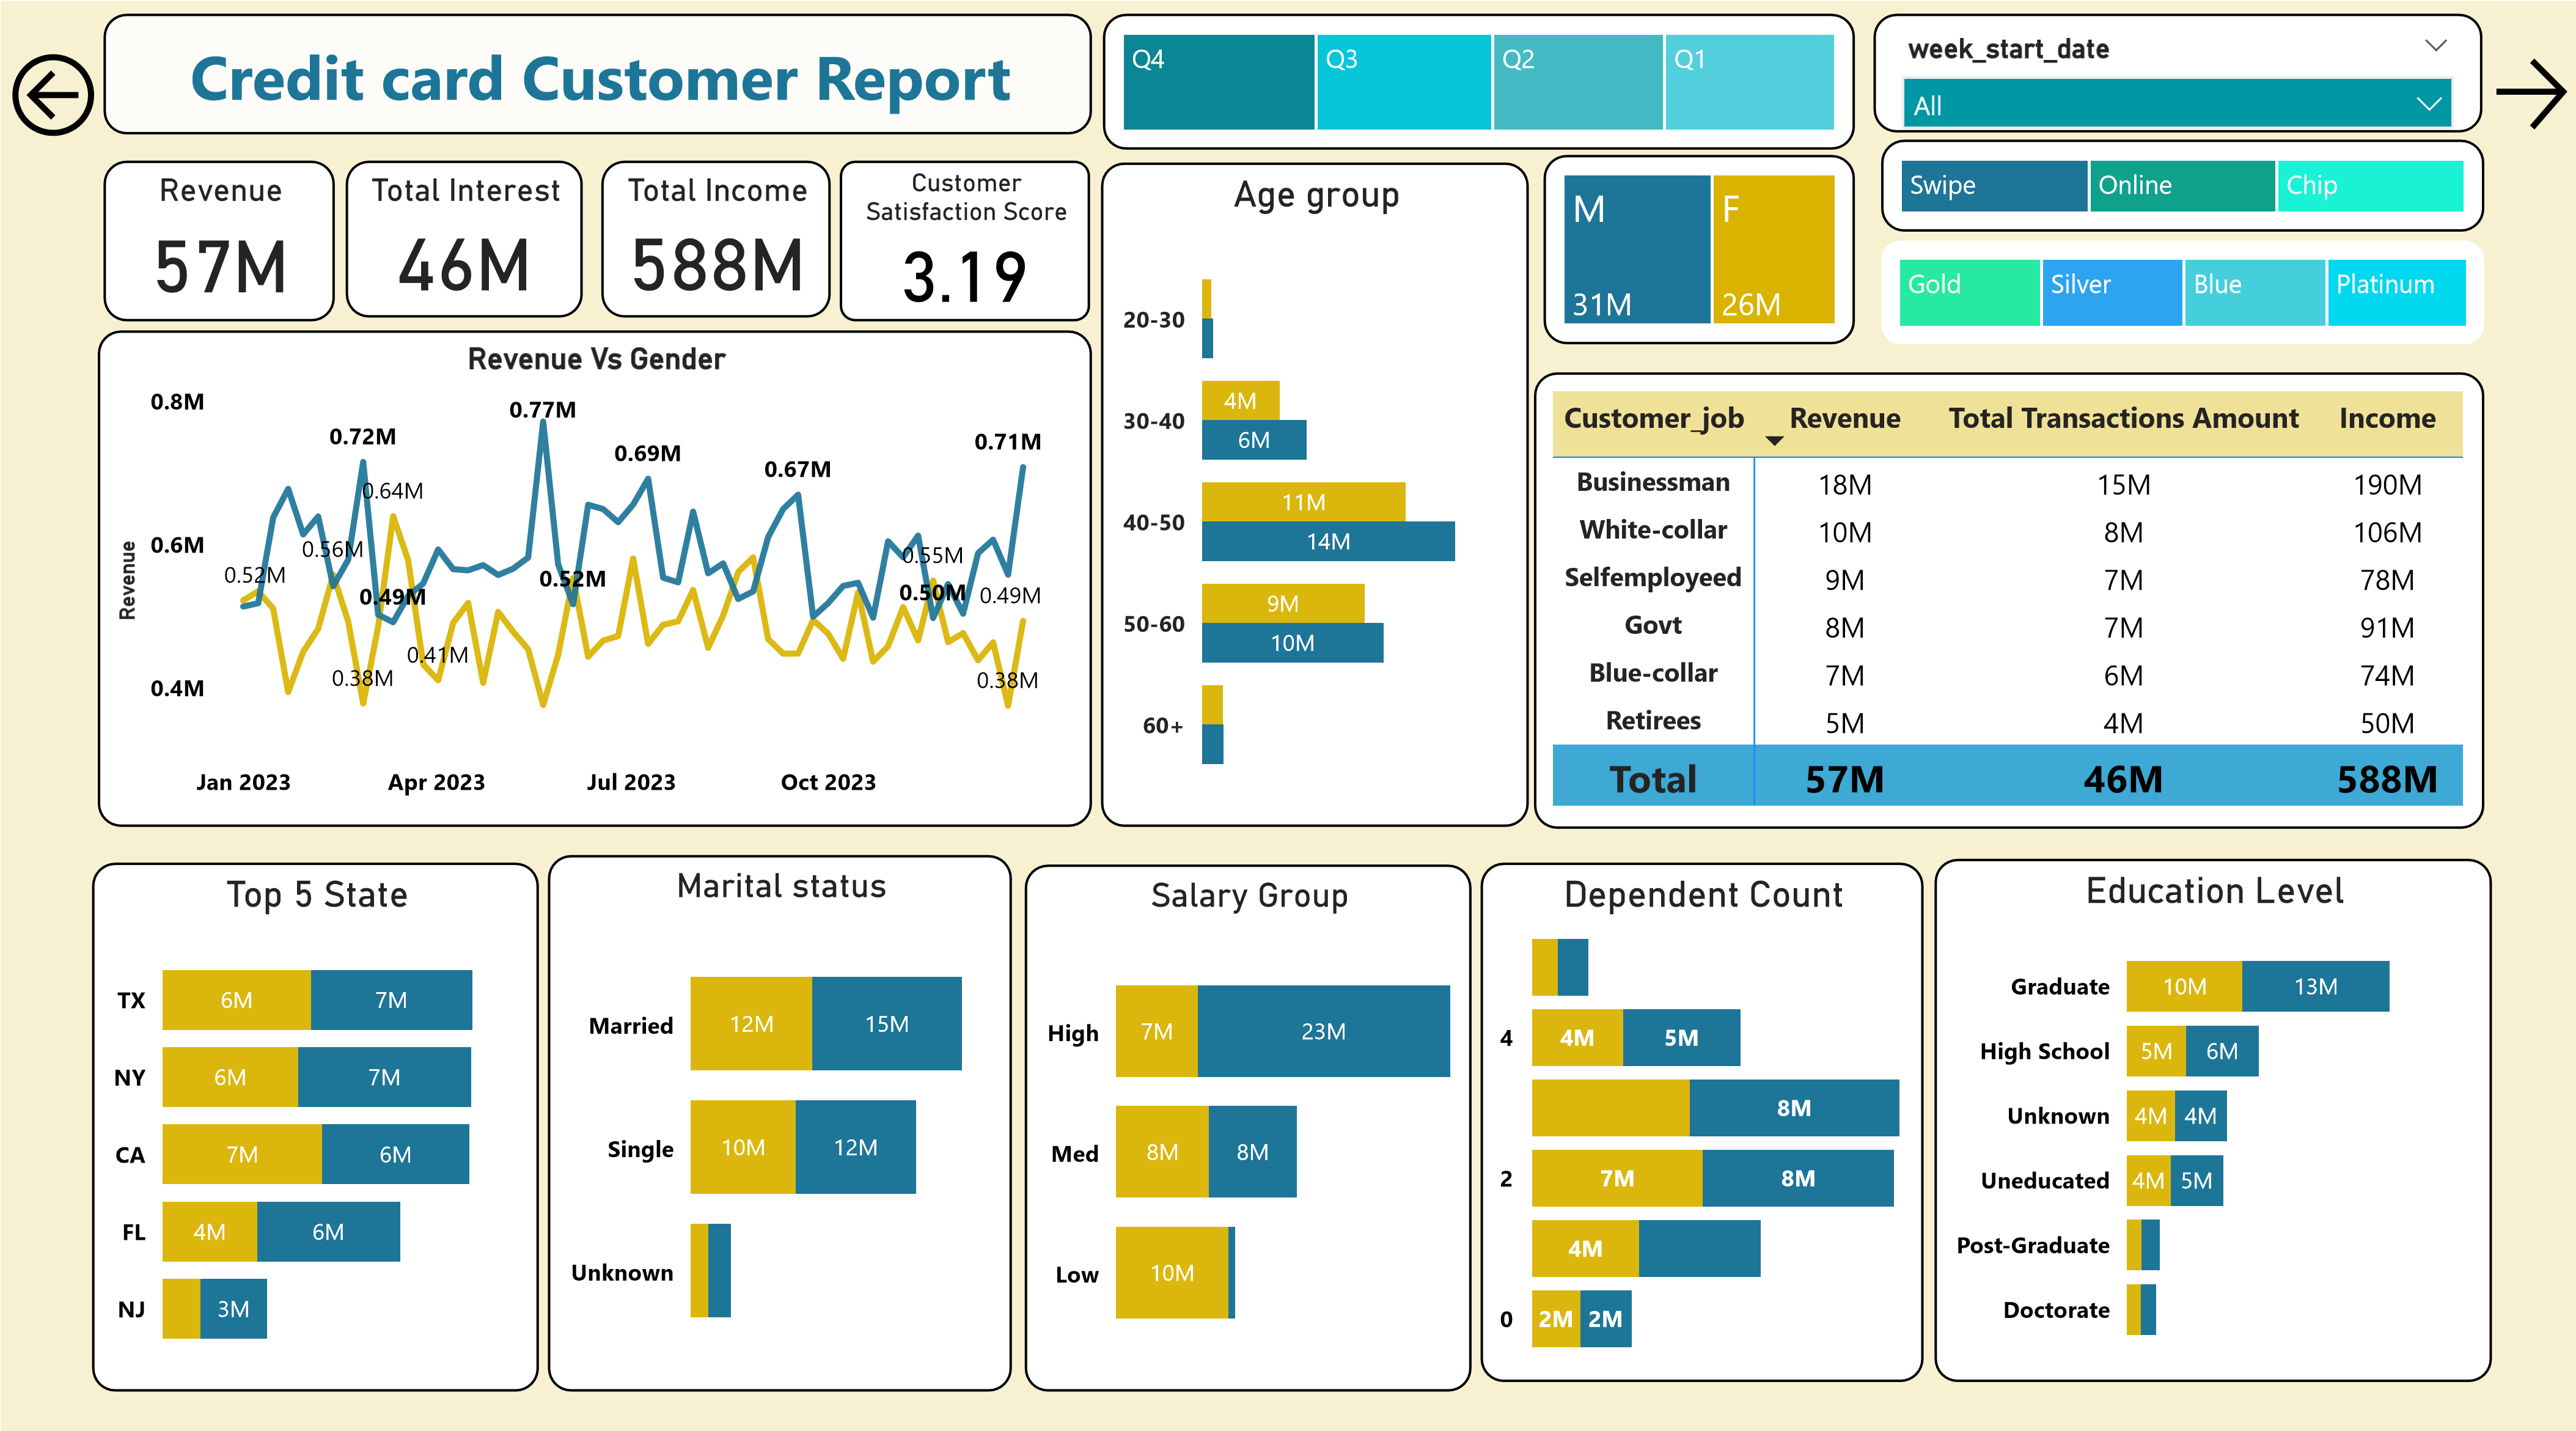 Credit card Customer Report
Q4 Q3 Q2 Q1
week_start_date
All
Revenue
57M
Total Interest
46M
Total Income
588M
Customer
Satisfaction Score
3.19
Age group
20-30
30-40
4M
6M
40-50
11M
14M
50-60
9M
10M
60+
M
31M
F
26M
Swipe Online Chip
Gold Silver Blue Platinum
Revenue Vs Gender
Revenue
0.8M
0.6M
0.4M
0.77M
0.72M
0.69M
0.67M
0.71M
0.64M
0.56M
0.52M
0.49M
0.52M
0.55M
0.50M
0.49M
0.41M
0.38M
0.38M
Jan 2023 Apr 2023 Jul 2023 Oct 2023
Customer_job Revenue Total Transactions Amount Income
Businessman 18M 15M 190M
White-collar 10M 8M 106M
Selfemployeed 9M 7M 78M
Govt 8M 7M 91M
Blue-collar 7M 6M 74M
Retirees 5M 4M 50M
Total 57M 46M 588M
Top 5 State
TX 6M 7M
NY 6M 7M
CA 7M 6M
FL 4M 6M
NJ 3M
Marital status
Married 12M 15M
Single 10M 12M
Unknown
Salary Group
High 7M 23M
Med 8M 8M
Low 10M
Dependent Count
4 4M 5M
8M
2 7M 8M
4M
0 2M 2M
Education Level
Graduate 10M 13M
High School 5M 6M
Unknown 4M 4M
Uneducated 4M 5M
Post-Graduate
Doctorate